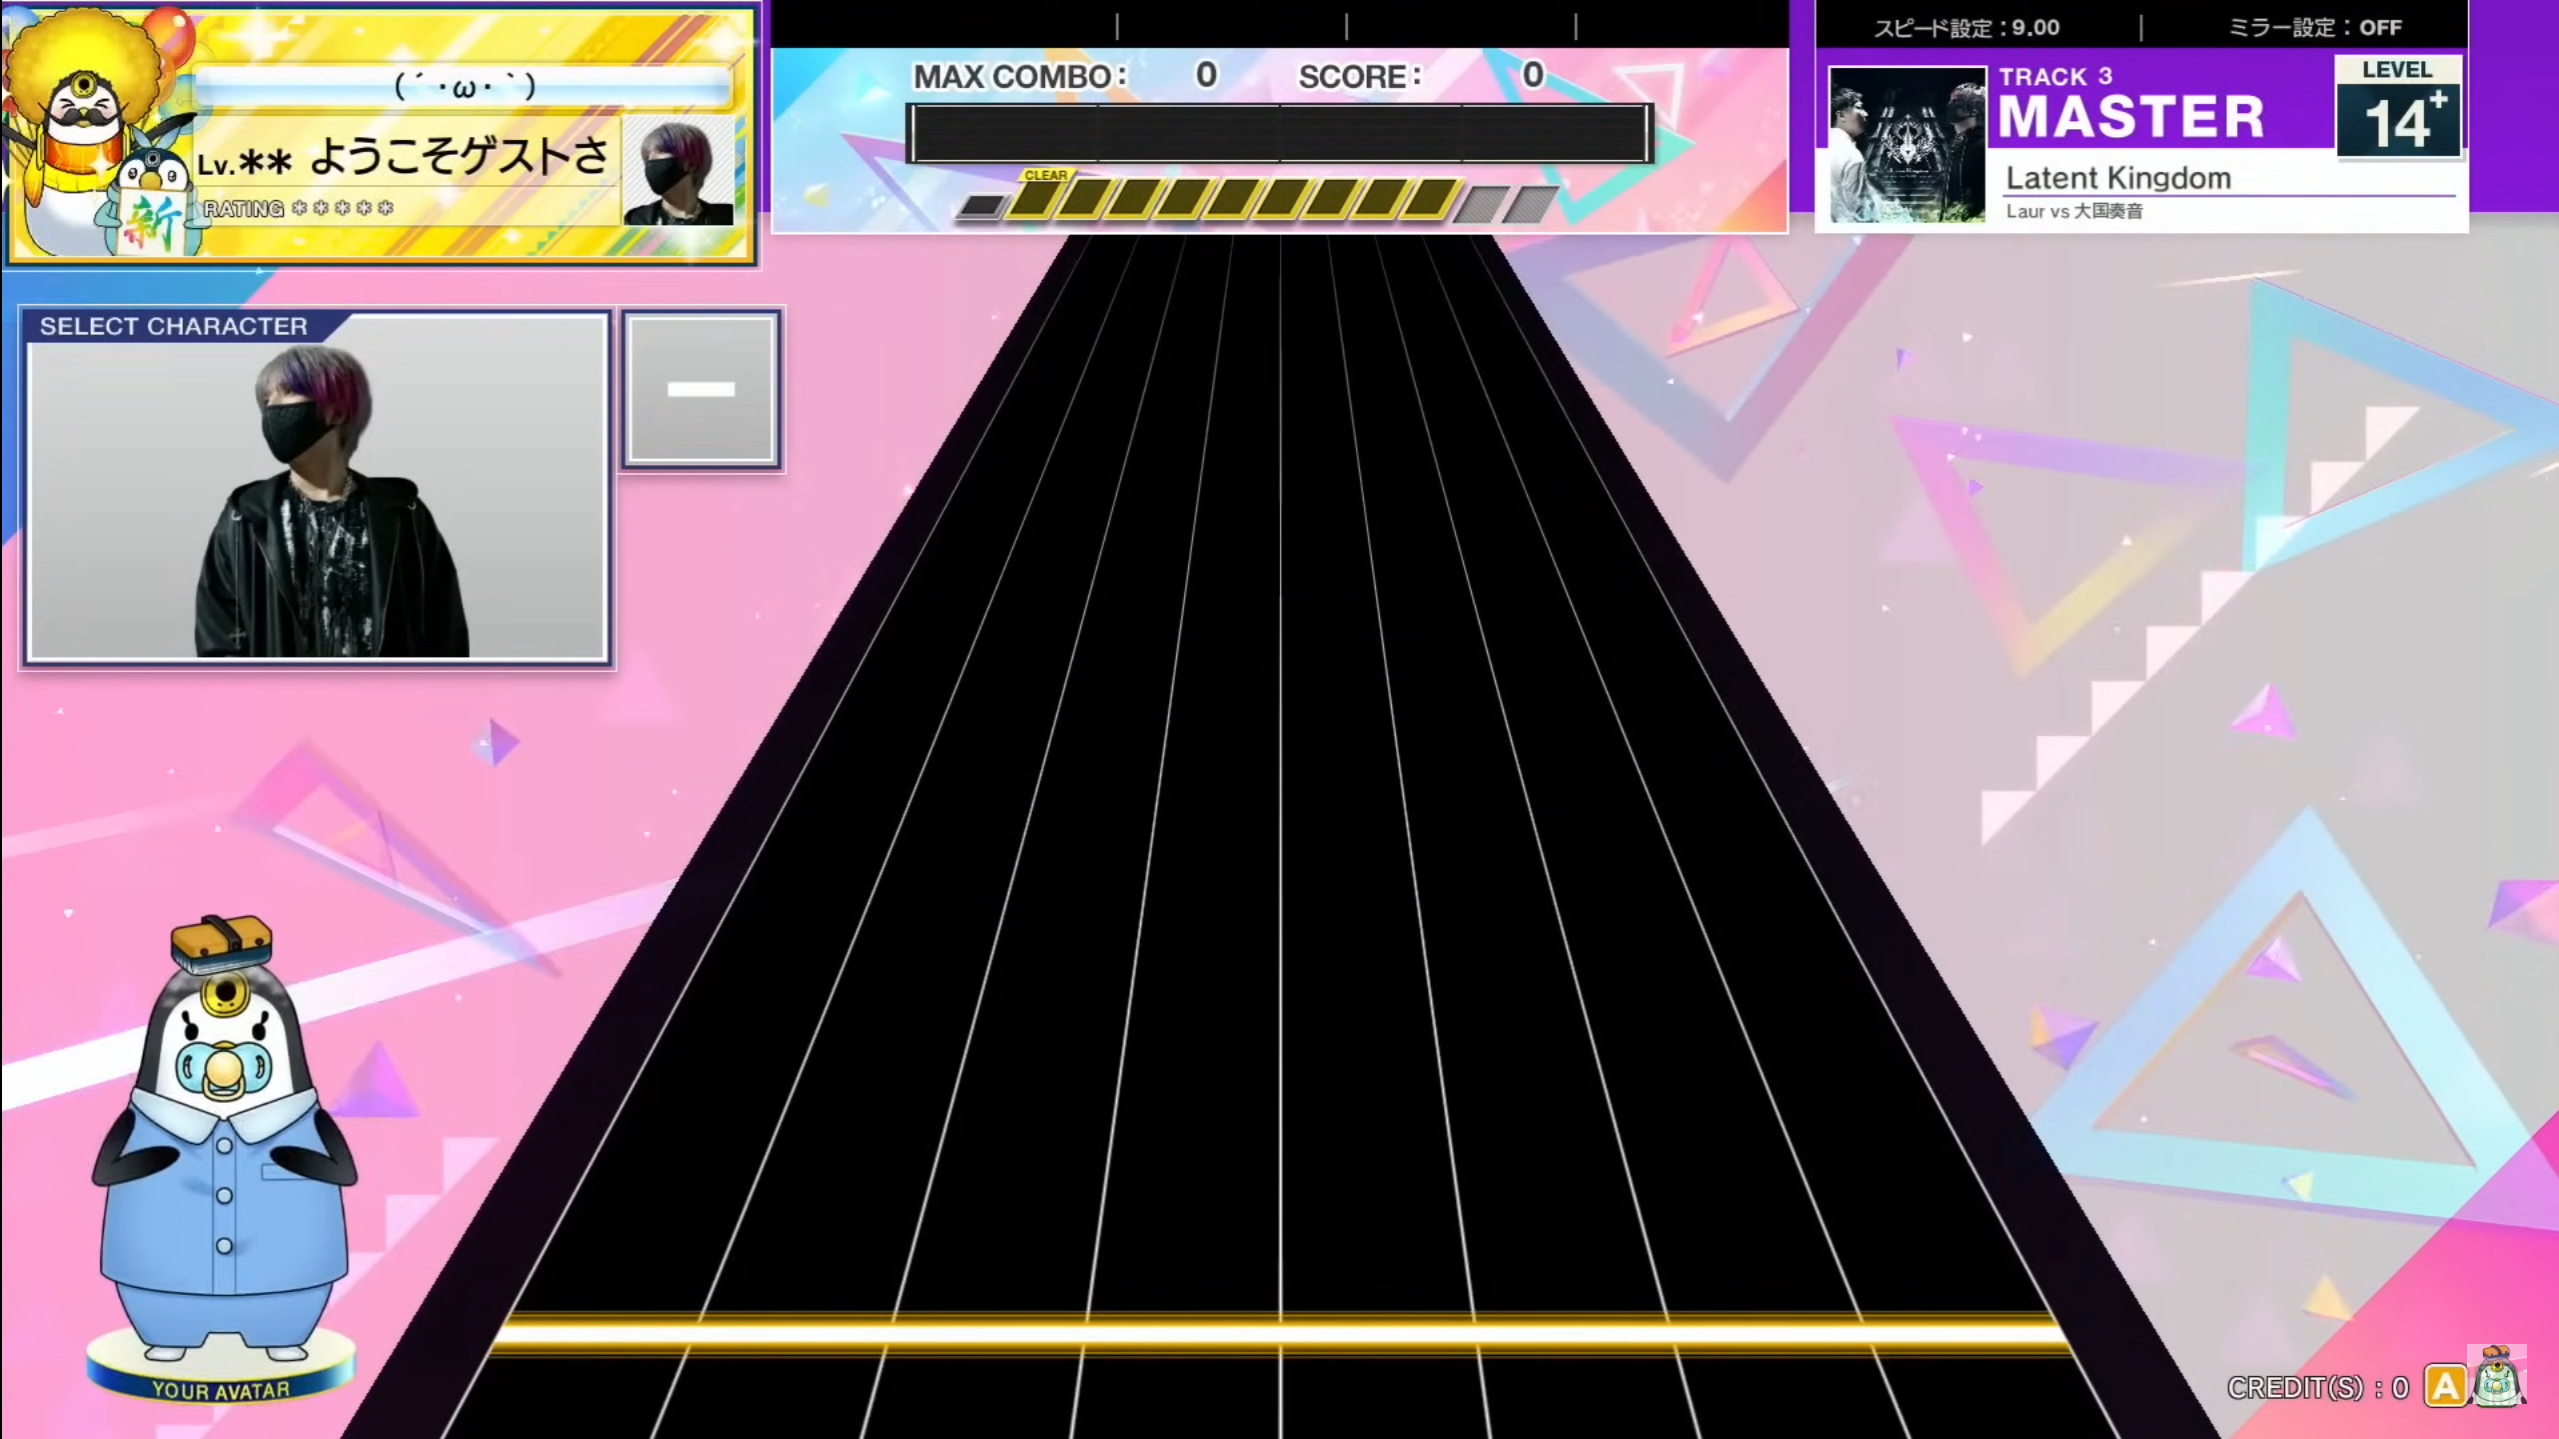 ( ´・ω・｀)
Lv.** ようこそゲストさ
RATING *****
新
MAX COMBO: 0 SCORE: 0
CLEAR
スピード設定：9.00 | ミラー設定：OFF
TRACK 3
MASTER
LEVEL
14+
Latent Kingdom
Laur vs 大国奏音
SELECT CHARACTER
YOUR AVATAR
CREDIT(S) : 0 A